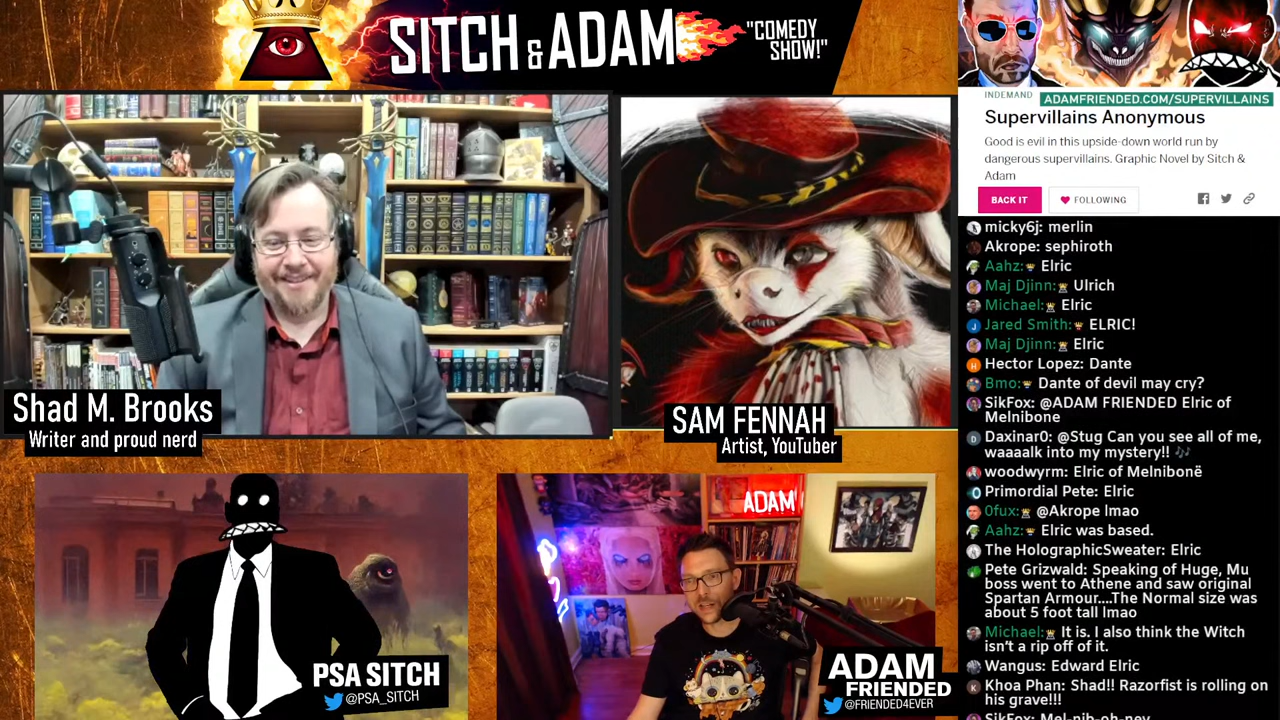 SITCH & ADAM
"COMEDY
SHOW!"
INDEMAND
ADAMFRIENDED.COM/SUPERVILLAINS
Supervillains Anonymous
Good is evil in this upside-down world run by
dangerous supervillains. Graphic Novel by Sitch &
Adam
BACK IT
FOLLOWING
Shad M. Brooks
Writer and proud nerd
SAM FENNAH
Artist, YouTuber
PSA SITCH
@PSA_SITCH
ADAM
ADAM
FRIENDED
@FRIENDED4EVER
micky6j: merlin
Akrope: sephiroth
Aahz: Elric
Maj Djinn: Ulrich
Michael: Elric
Jared Smith: ELRIC!
Maj Djinn: Elric
Hector Lopez: Dante
Bmo: Dante of devil may cry?
SikFox: @ADAM FRIENDED Elric of
Melnibone
Daxinar0: @Stug Can you see all of me,
waaaalk into my mystery!! 🎶
woodwyrm: Elric of Melnibonë
Primordial Pete: Elric
0fux: @Akrope lmao
Aahz: Elric was based.
The HolographicSweater: Elric
Pete Grizwald: Speaking of Huge, Mu
boss went to Athene and saw original
Spartan Armour....The Normal size was
about 5 foot tall lmao
Michael: It is. I also think the Witch
isn't a rip off of it.
Wangus: Edward Elric
Khoa Phan: Shad!! Razorfist is rolling on
his grave!!!
SikFox: Mel-nib-oh-ney